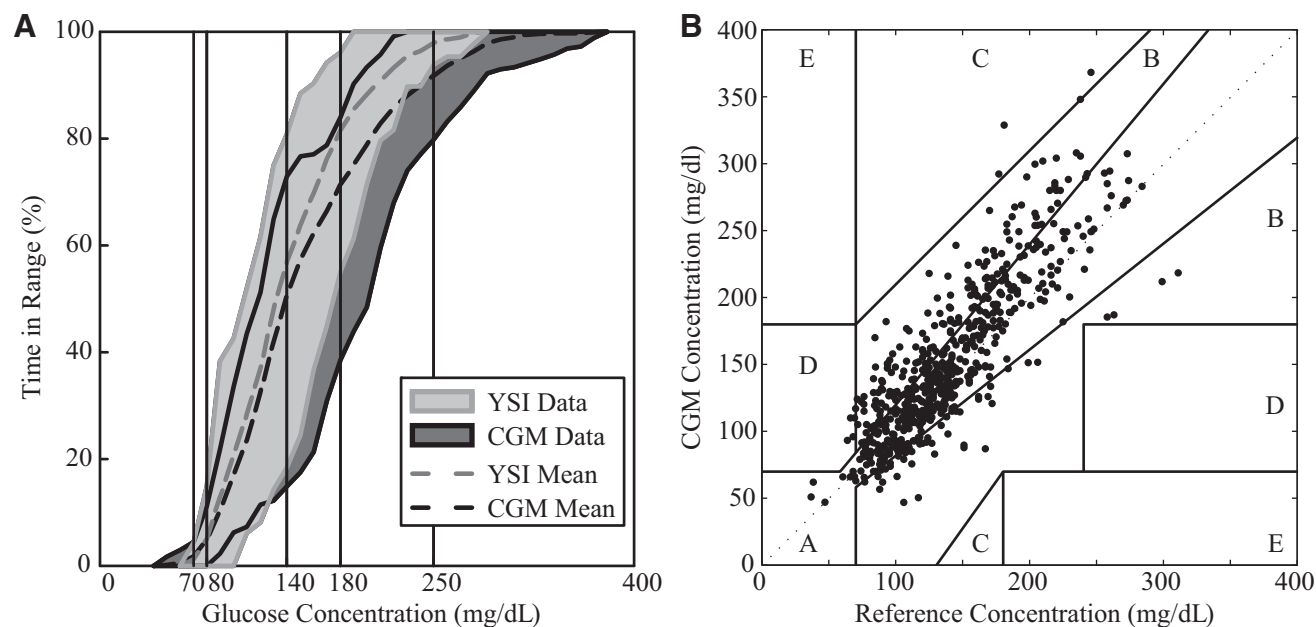 A
100
80
60
40
20
0
Time in Range (%)
0 70 80 140 180 250 400
Glucose Concentration (mg/dL)
YSI Data
CGM Data
YSI Mean
CGM Mean
B
400
350
300
250
200
150
100
50
0
CGM Concentration (mg/dl)
E C B
B
D
D
A C E
0 100 200 300 400
Reference Concentration (mg/dL)